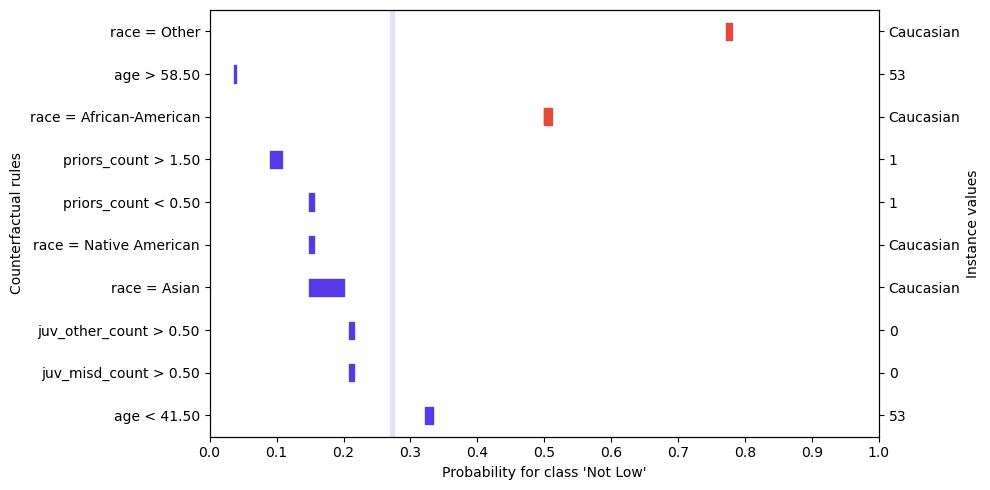 race = Other
Caucasian
age > 58.50
53
race = African-American
Caucasian
priors_count > 1.50
1
priors_count < 0.50
1
race = Native American
Caucasian
race = Asian
Caucasian
juv_other_count > 0.50
0
juv_misd_count > 0.50
0
age < 41.50
53
Counterfactual rules
Instance values
0.0 0.1 0.2 0.3 0.4 0.5 0.6 0.7 0.8 0.9 1.0
Probability for class 'Not Low'